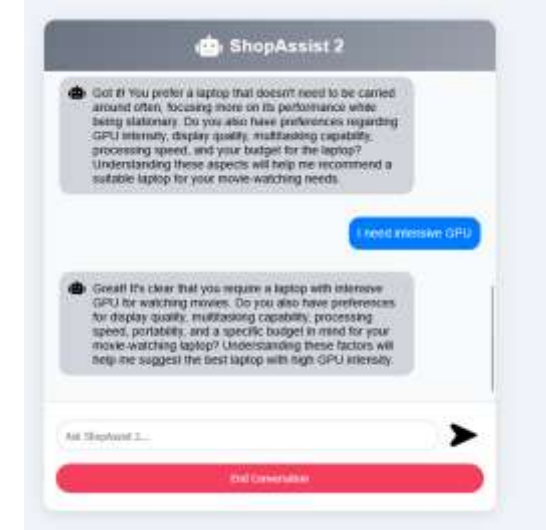 ShopAssist 2
Got it! You prefer a laptop that doesn't need to be carried
around often, focusing more on its performance while
being stationary. Do you also have preferences regarding
GPU intensity, display quality, multitasking capability,
processing speed, and your budget for the laptop?
Understanding these aspects will help me recommend a
suitable laptop for your movie-watching needs.
I need intensive GPU
Great! It's clear that you require a laptop with intensive
GPU for watching movies. Do you also have preferences
for display quality, multitasking capability, processing
speed, portability, and a specific budget in mind for your
movie-watching laptop? Understanding these factors will
help me suggest the best laptop with high GPU intensity.
Ask ShopAssist 2...
End Conversation